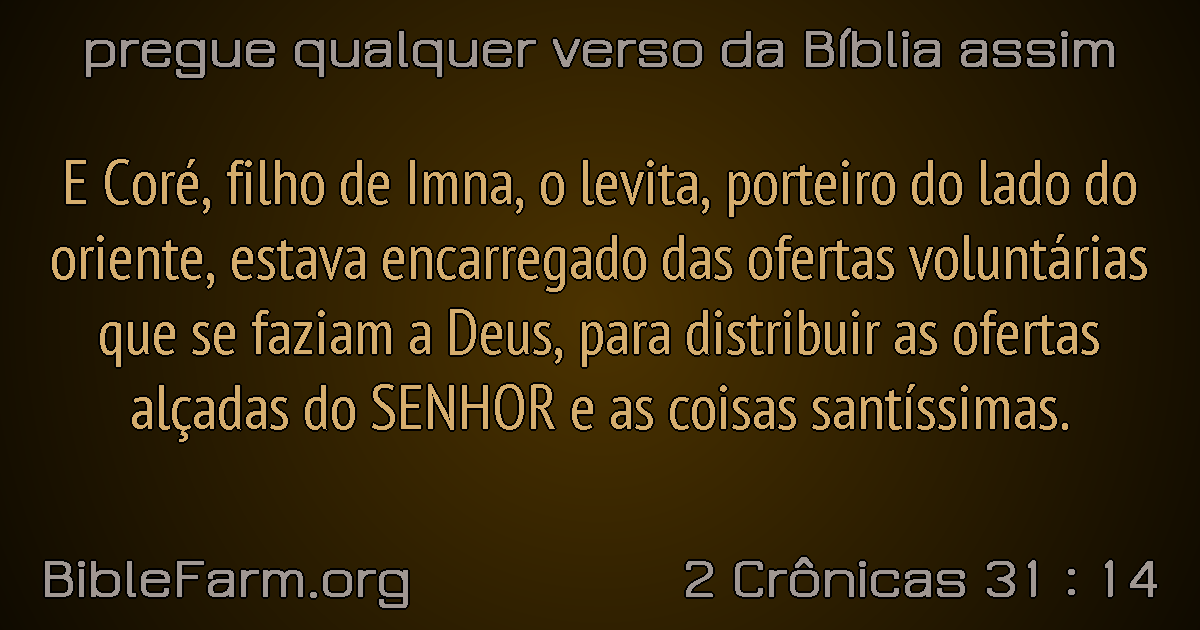 pregue qualquer verso da Bíblia assim
E Coré, filho de Imna, o levita, porteiro do lado do
oriente, estava encarregado das ofertas voluntárias
que se faziam a Deus, para distribuir as ofertas
alçadas do SENHOR e as coisas santíssimas.
BibleFarm.org
2 Crônicas 31 : 14